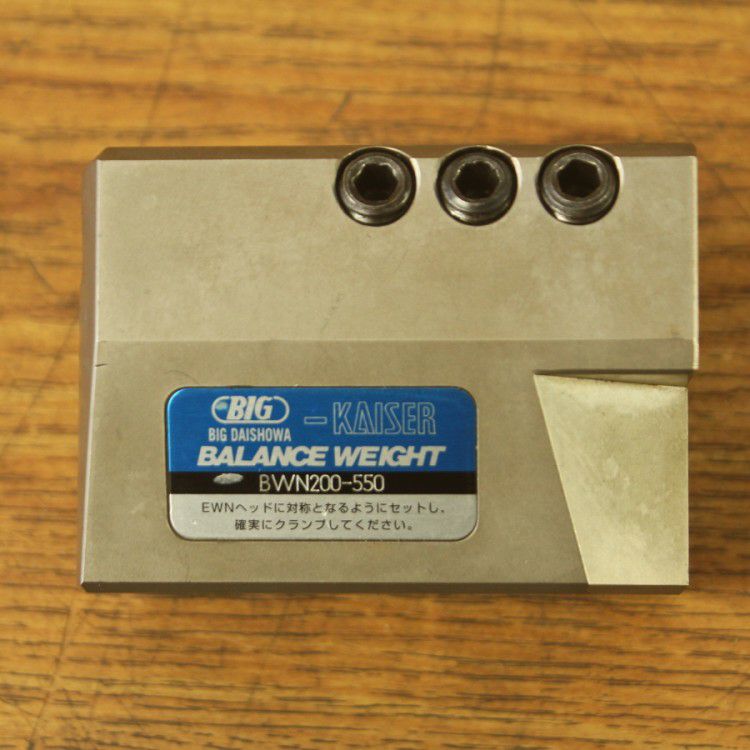 BIG -KAISER
BIG DAISHOWA
BALANCE WEIGHT
BWN200-550
EWNヘッドに対称となるようにセットし、
確実にクランプしてください。